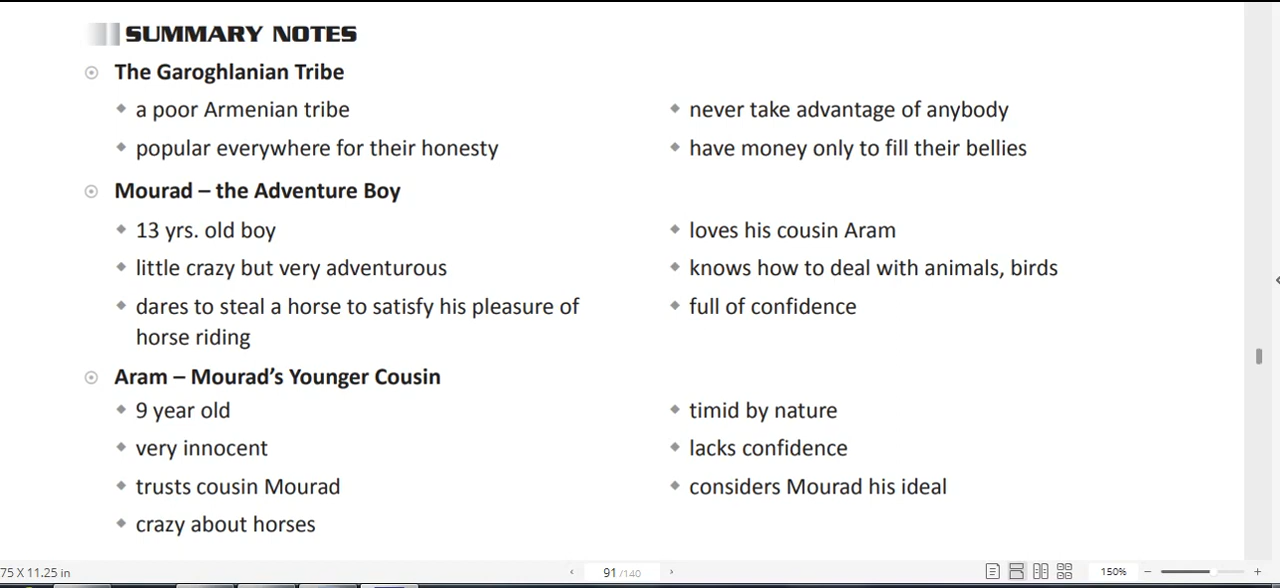 SUMMARY NOTES
The Garoghlanian Tribe
a poor Armenian tribe
never take advantage of anybody
popular everywhere for their honesty
have money only to fill their bellies
Mourad – the Adventure Boy
13 yrs. old boy
loves his cousin Aram
little crazy but very adventurous
knows how to deal with animals, birds
dares to steal a horse to satisfy his pleasure of
full of confidence
horse riding
Aram – Mourad's Younger Cousin
9 year old
timid by nature
very innocent
lacks confidence
trusts cousin Mourad
considers Mourad his ideal
crazy about horses
75 X 11.25 in
91 /140
150%